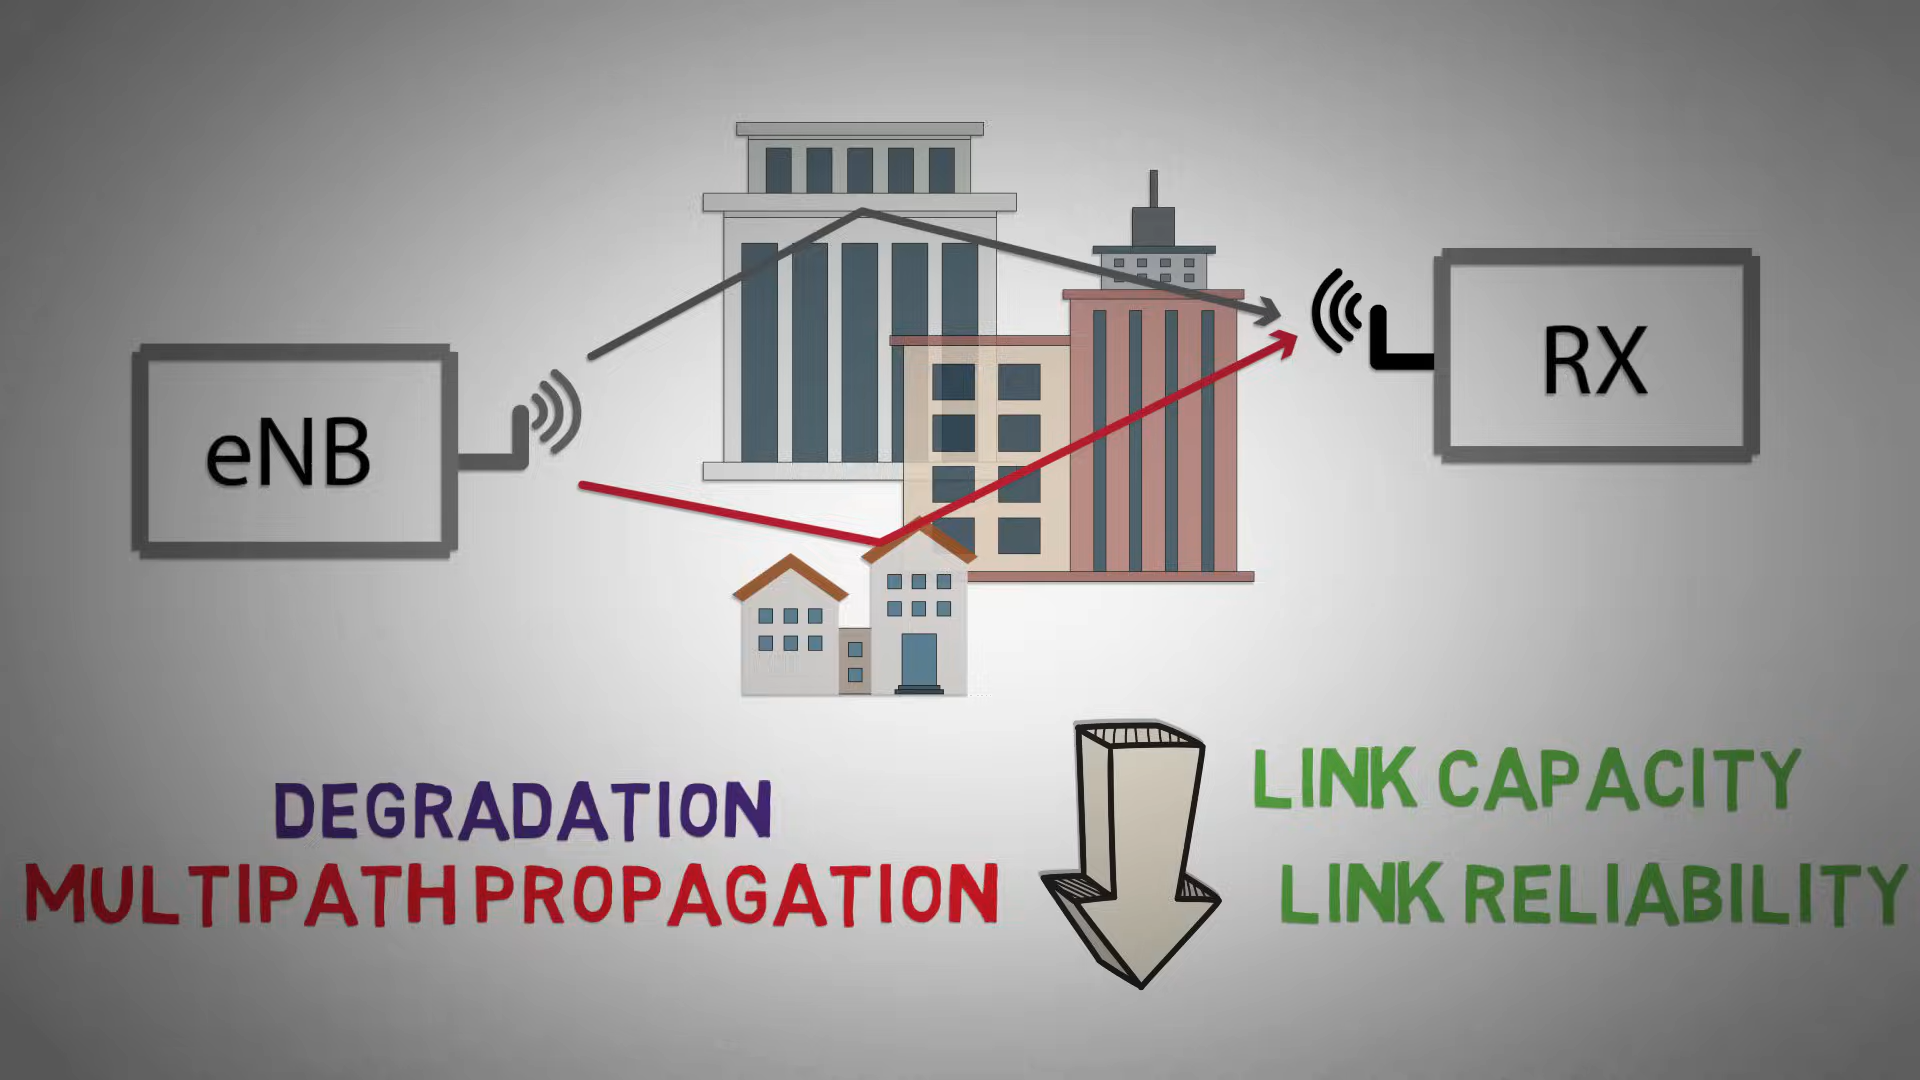 eNB
RX
DEGRADATION
MULTIPATH PROPAGATION
LINK CAPACITY
LINK RELIABILITY